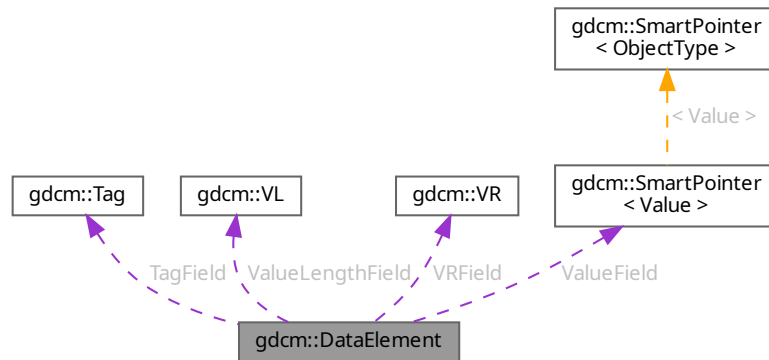 gdcm::SmartPointer
< ObjectType >
< Value >
gdcm::Tag
gdcm::VL
gdcm::VR
gdcm::SmartPointer
< Value >
TagField
ValueLengthField
VRField
ValueField
gdcm::DataElement